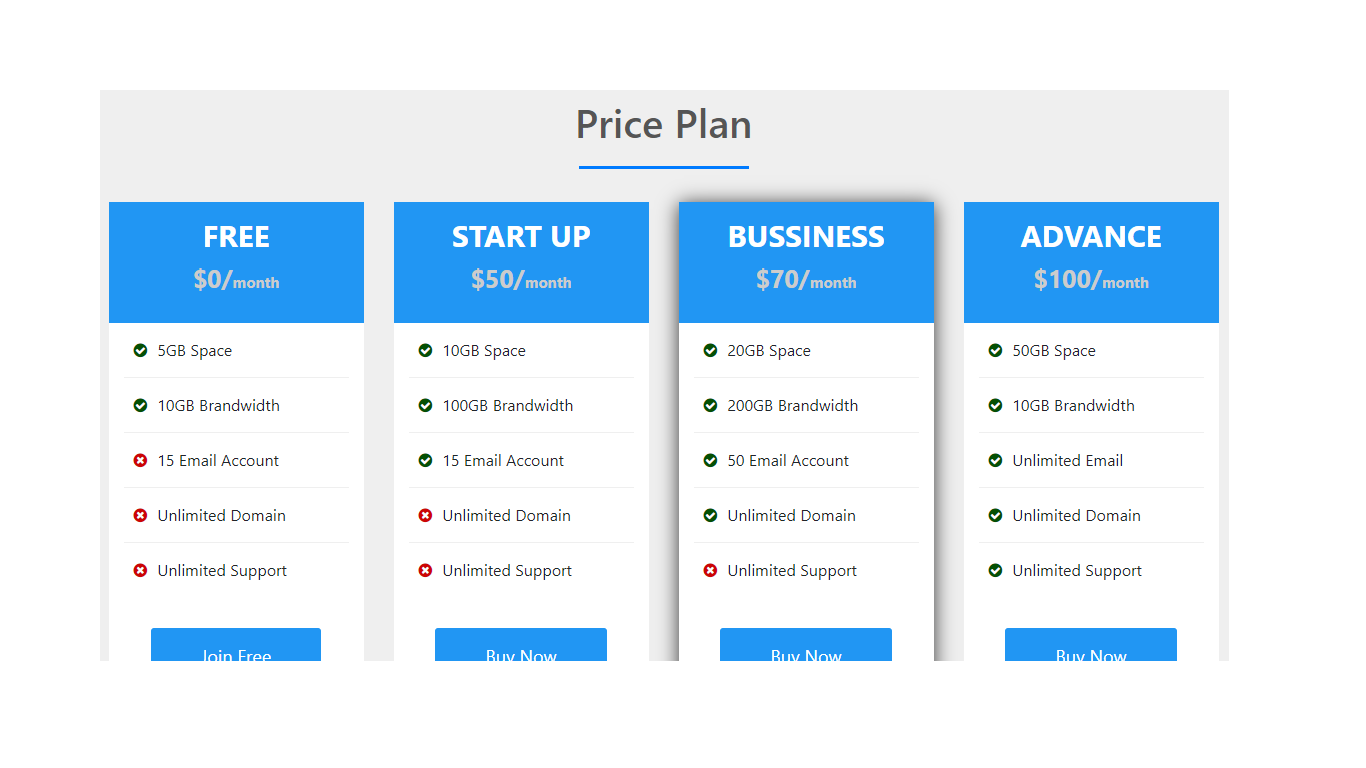 Price Plan
FREE
$0/month
5GB Space
10GB Brandwidth
15 Email Account
Unlimited Domain
Unlimited Support
Join Free
START UP
$50/month
10GB Space
100GB Brandwidth
15 Email Account
Unlimited Domain
Unlimited Support
Buy Now
BUSSINESS
$70/month
20GB Space
200GB Brandwidth
50 Email Account
Unlimited Domain
Unlimited Support
Buy Now
ADVANCE
$100/month
50GB Space
10GB Brandwidth
Unlimited Email
Unlimited Domain
Unlimited Support
Buy Now